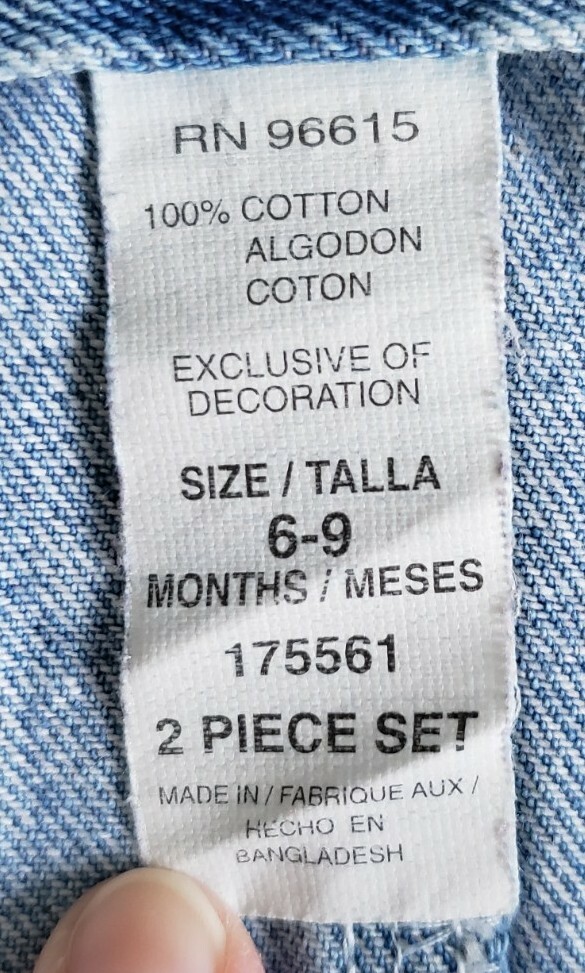 RN 96615
100% COTTON
ALGODON
COTON
EXCLUSIVE OF
DECORATION
SIZE / TALLA
6-9
MONTHS / MESES
175561
2 PIECE SET
MADE IN / FABRIQUE AUX /
HECHO EN
BANGLADESH